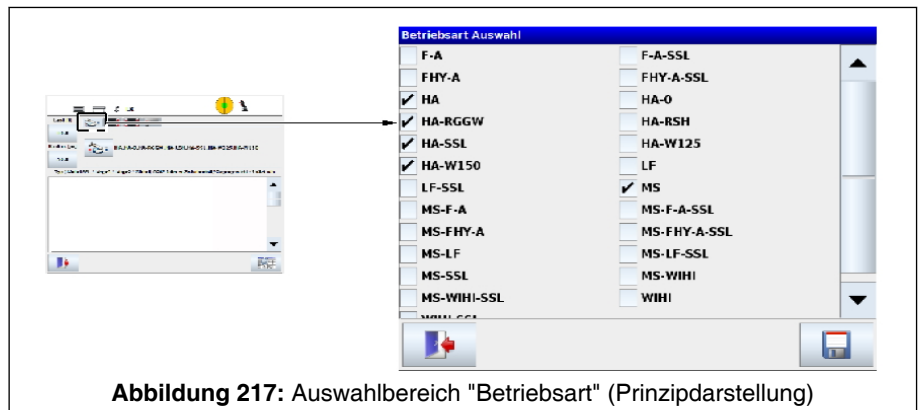 Betriebsart Auswahl
F-A
F-A-SSL
FHY-A
FHY-A-SSL
HA
HA-0
HA-RGGW
HA-RSH
HA-SSL
HA-W125
HA-W150
LF
LF-SSL
MS
MS-F-A
MS-F-A-SSL
MS-FHY-A
MS-FHY-A-SSL
MS-LF
MS-LF-SSL
MS-SSL
MS-WIHI
MS-WIHI-SSL
WIHI
WIHI-SSL
Abbildung 217: Auswahlbereich "Betriebsart" (Prinzipdarstellung)